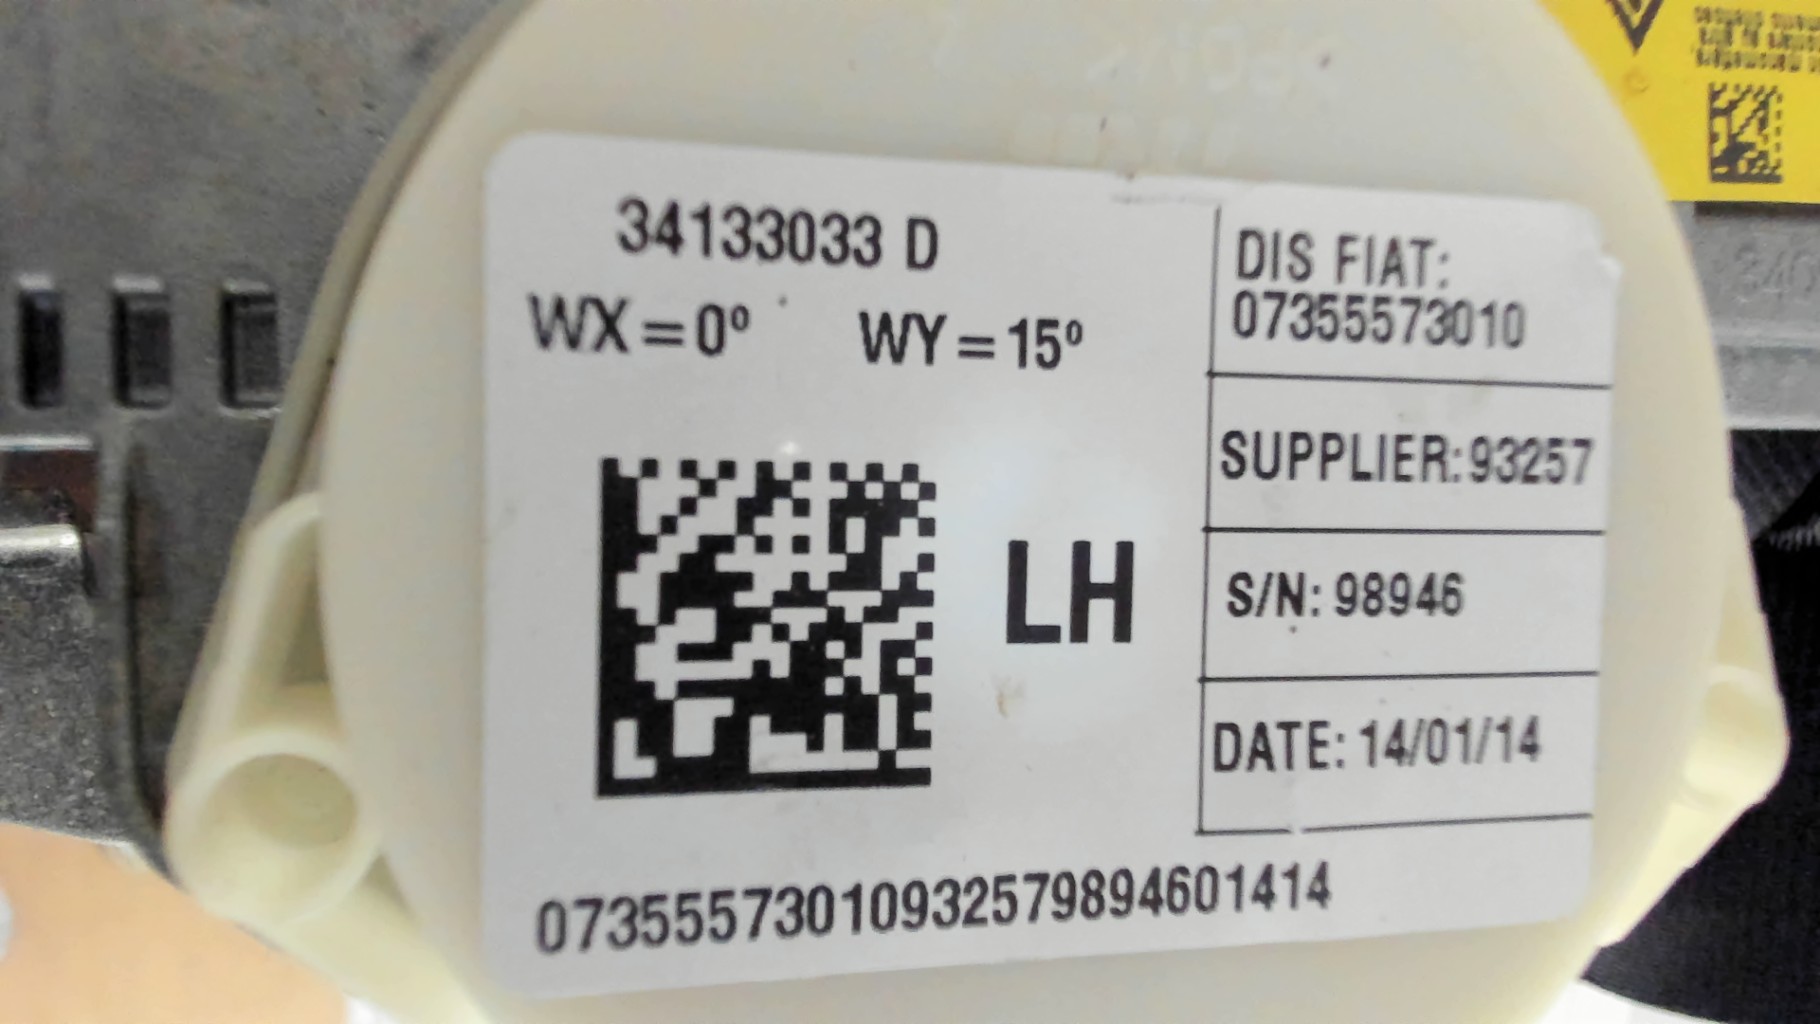 34133033 D
WX=0° WY=15°
LH
DIS FIAT:
07355573010
SUPPLIER: 93257
S/N: 98946
DATE: 14/01/14
07355573010932579894601414